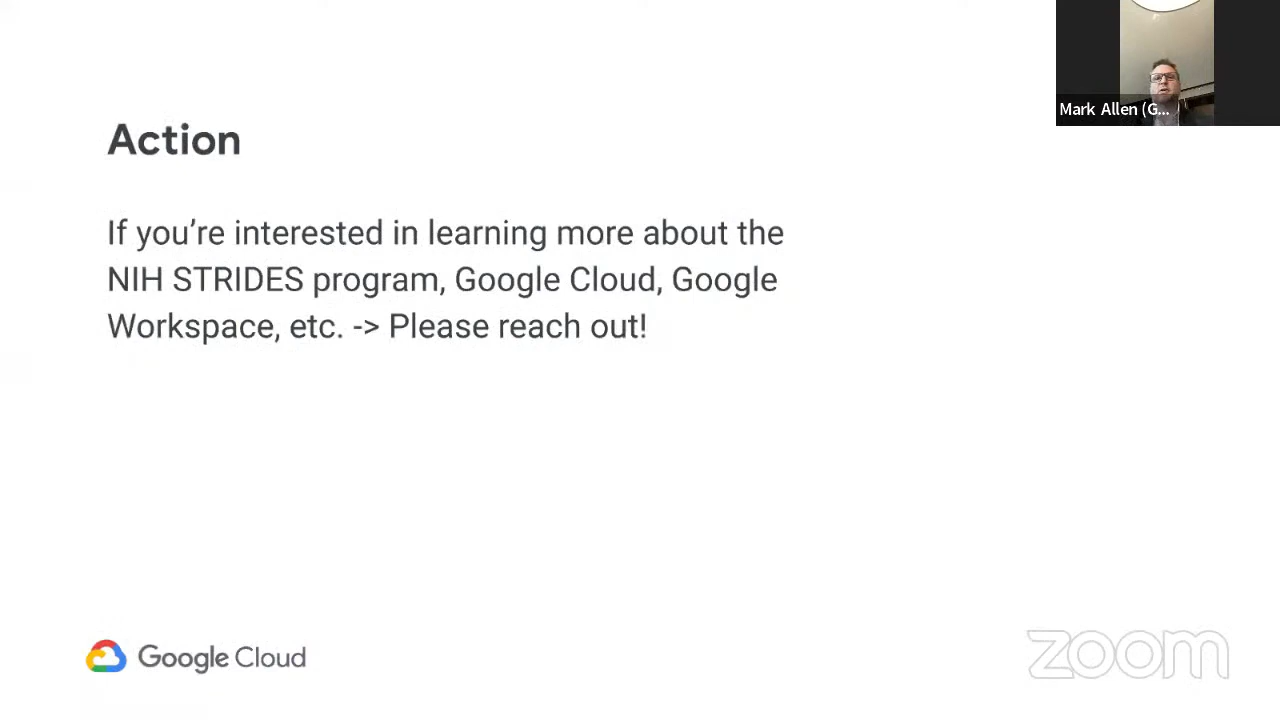 Mark Allen (G...
Action
If you’re interested in learning more about the
NIH STRIDES program, Google Cloud, Google
Workspace, etc. -> Please reach out!
Google Cloud
zoom